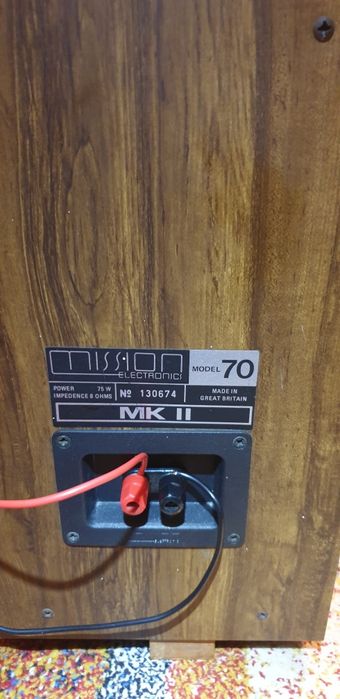 mission
ELECTRONICS
MODEL 70
POWER 75 W
IMPEDENCE 8 OHMS
No 130674
MADE IN
GREAT BRITAIN
MK II